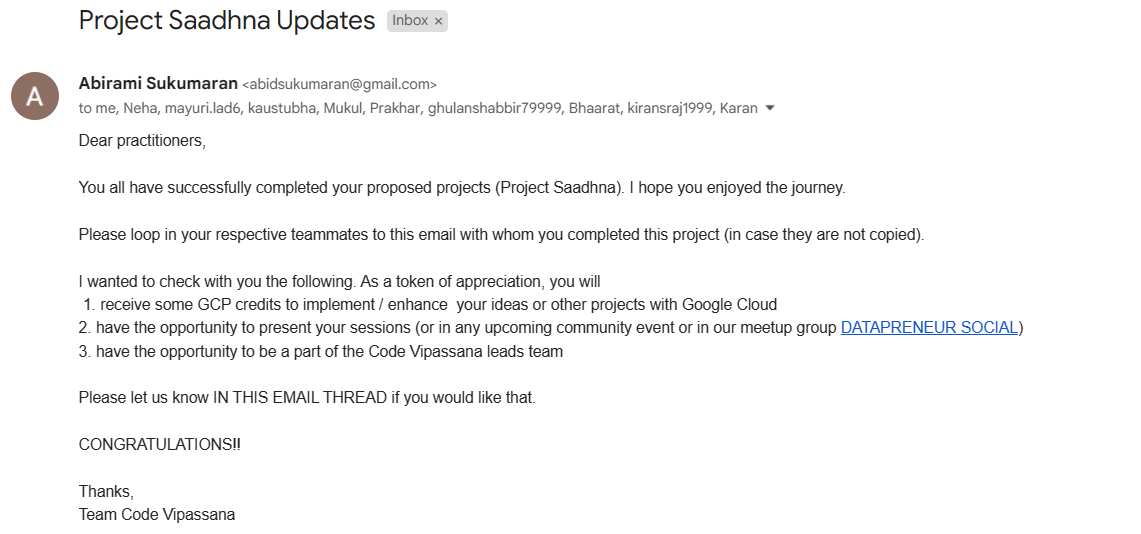 Project Saadhna Updates Inbox ×
A
Abirami Sukumaran <abidsukumaran@gmail.com>
to me, Neha, mayuri.lad6, kaustubha, Mukul, Prakhar, ghulanshabbir79999, Bhaarat, kiransraj1999, Karan
Dear practitioners,
You all have successfully completed your proposed projects (Project Saadhna). I hope you enjoyed the journey.
Please loop in your respective teammates to this email with whom you completed this project (in case they are not copied).
I wanted to check with you the following. As a token of appreciation, you will
1. receive some GCP credits to implement / enhance  your ideas or other projects with Google Cloud
2. have the opportunity to present your sessions (or in any upcoming community event or in our meetup group DATAPRENEUR SOCIAL)
3. have the opportunity to be a part of the Code Vipassana leads team
Please let us know IN THIS EMAIL THREAD if you would like that.
CONGRATULATIONS!!
Thanks,
Team Code Vipassana